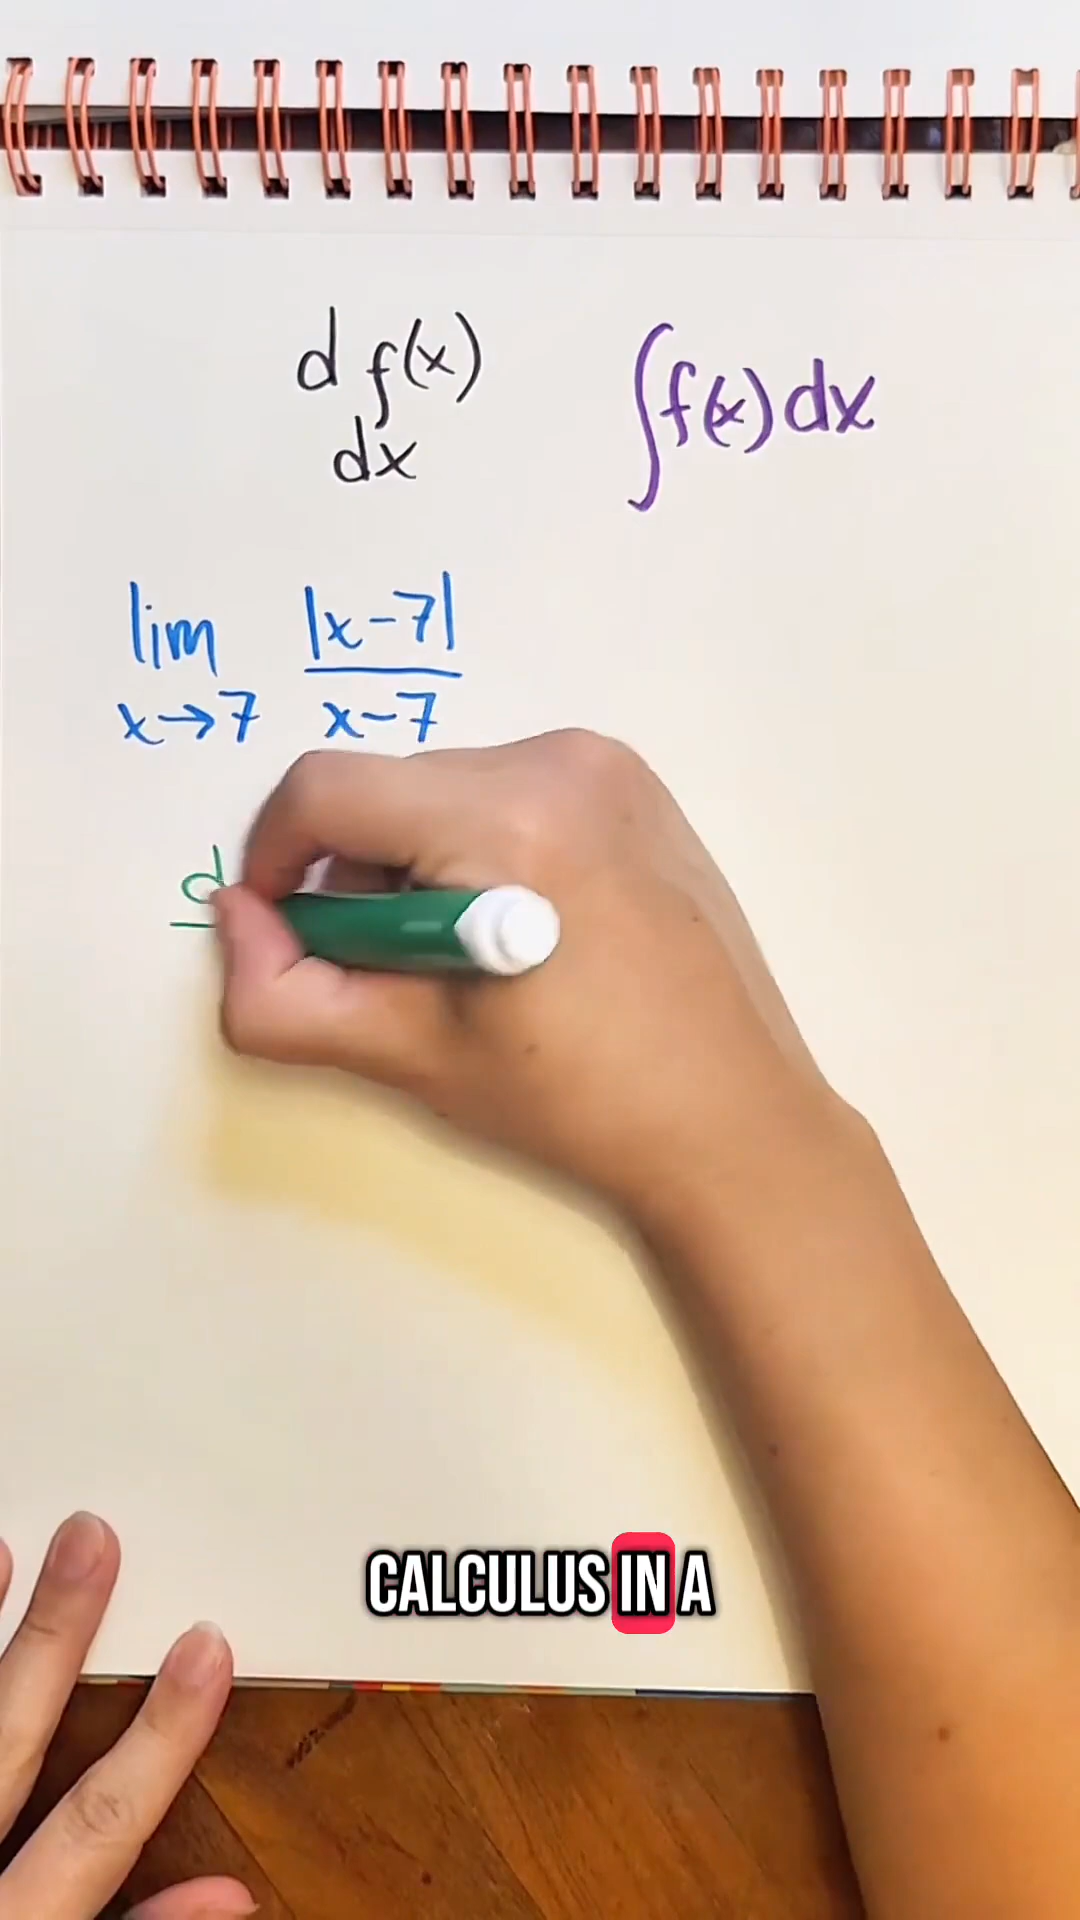 d f(x)
dx
∫f(x)dx
lim |x-7|
x→7 x-7
d
CALCULUS IN A